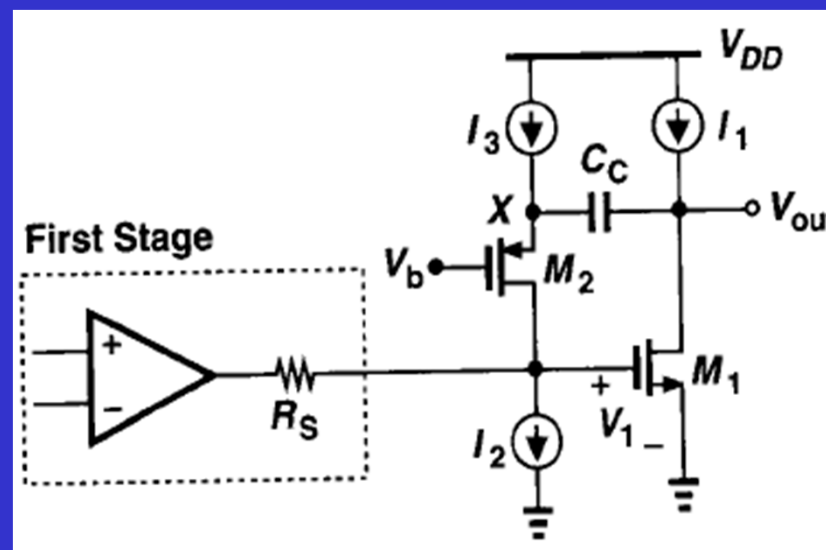 V_DD
I_3
I_1
C_C
X
V_ou
First Stage
V_b
M_2
+
−
R_S
+
M_1
V_1
−
I_2